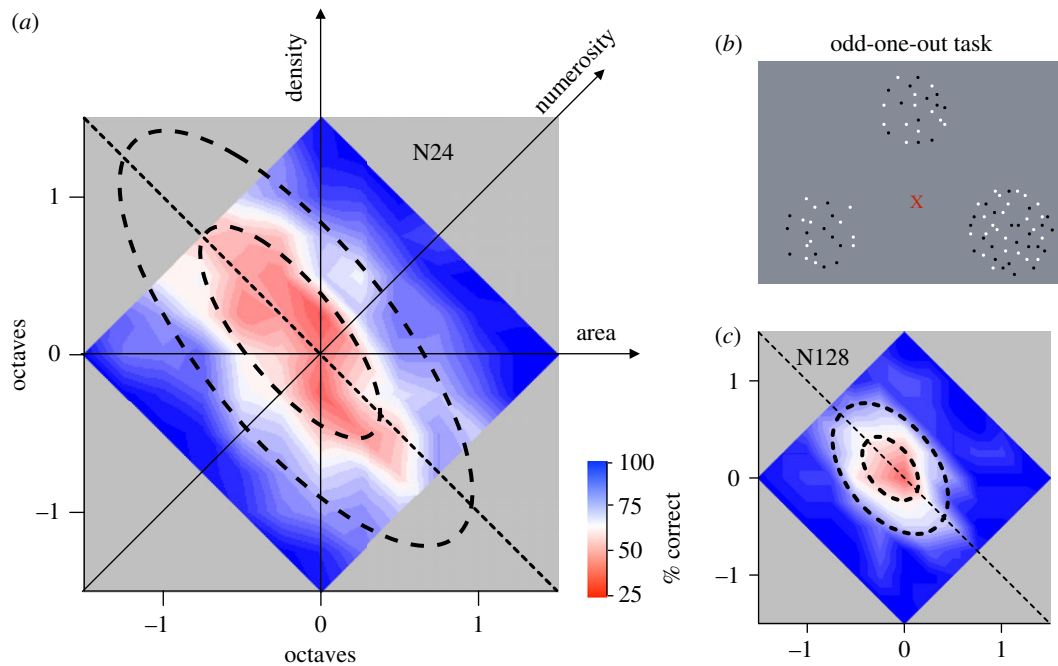 (a)
density
numerosity
N24
1
octaves
0
area
−1
100
75
50
25
% correct
−1
0
1
octaves
(b)
odd-one-out task
X
(c)
N128
1
0
−1
−1
0
1